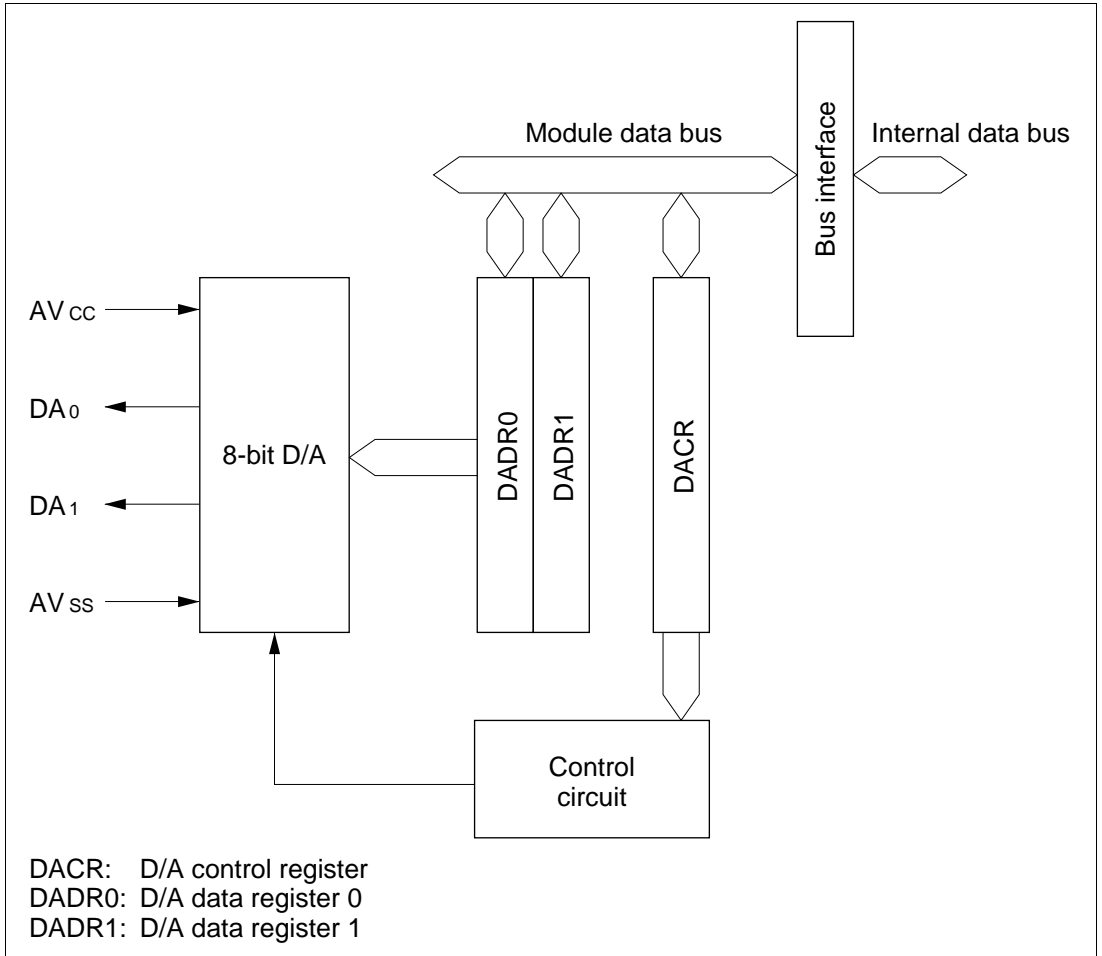 Module data bus
Internal data bus
Bus interface
AVCC
DA0
DA1
AVSS
8-bit D/A
DADR0
DADR1
DACR
Control
circuit
DACR: D/A control register
DADR0: D/A data register 0
DADR1: D/A data register 1